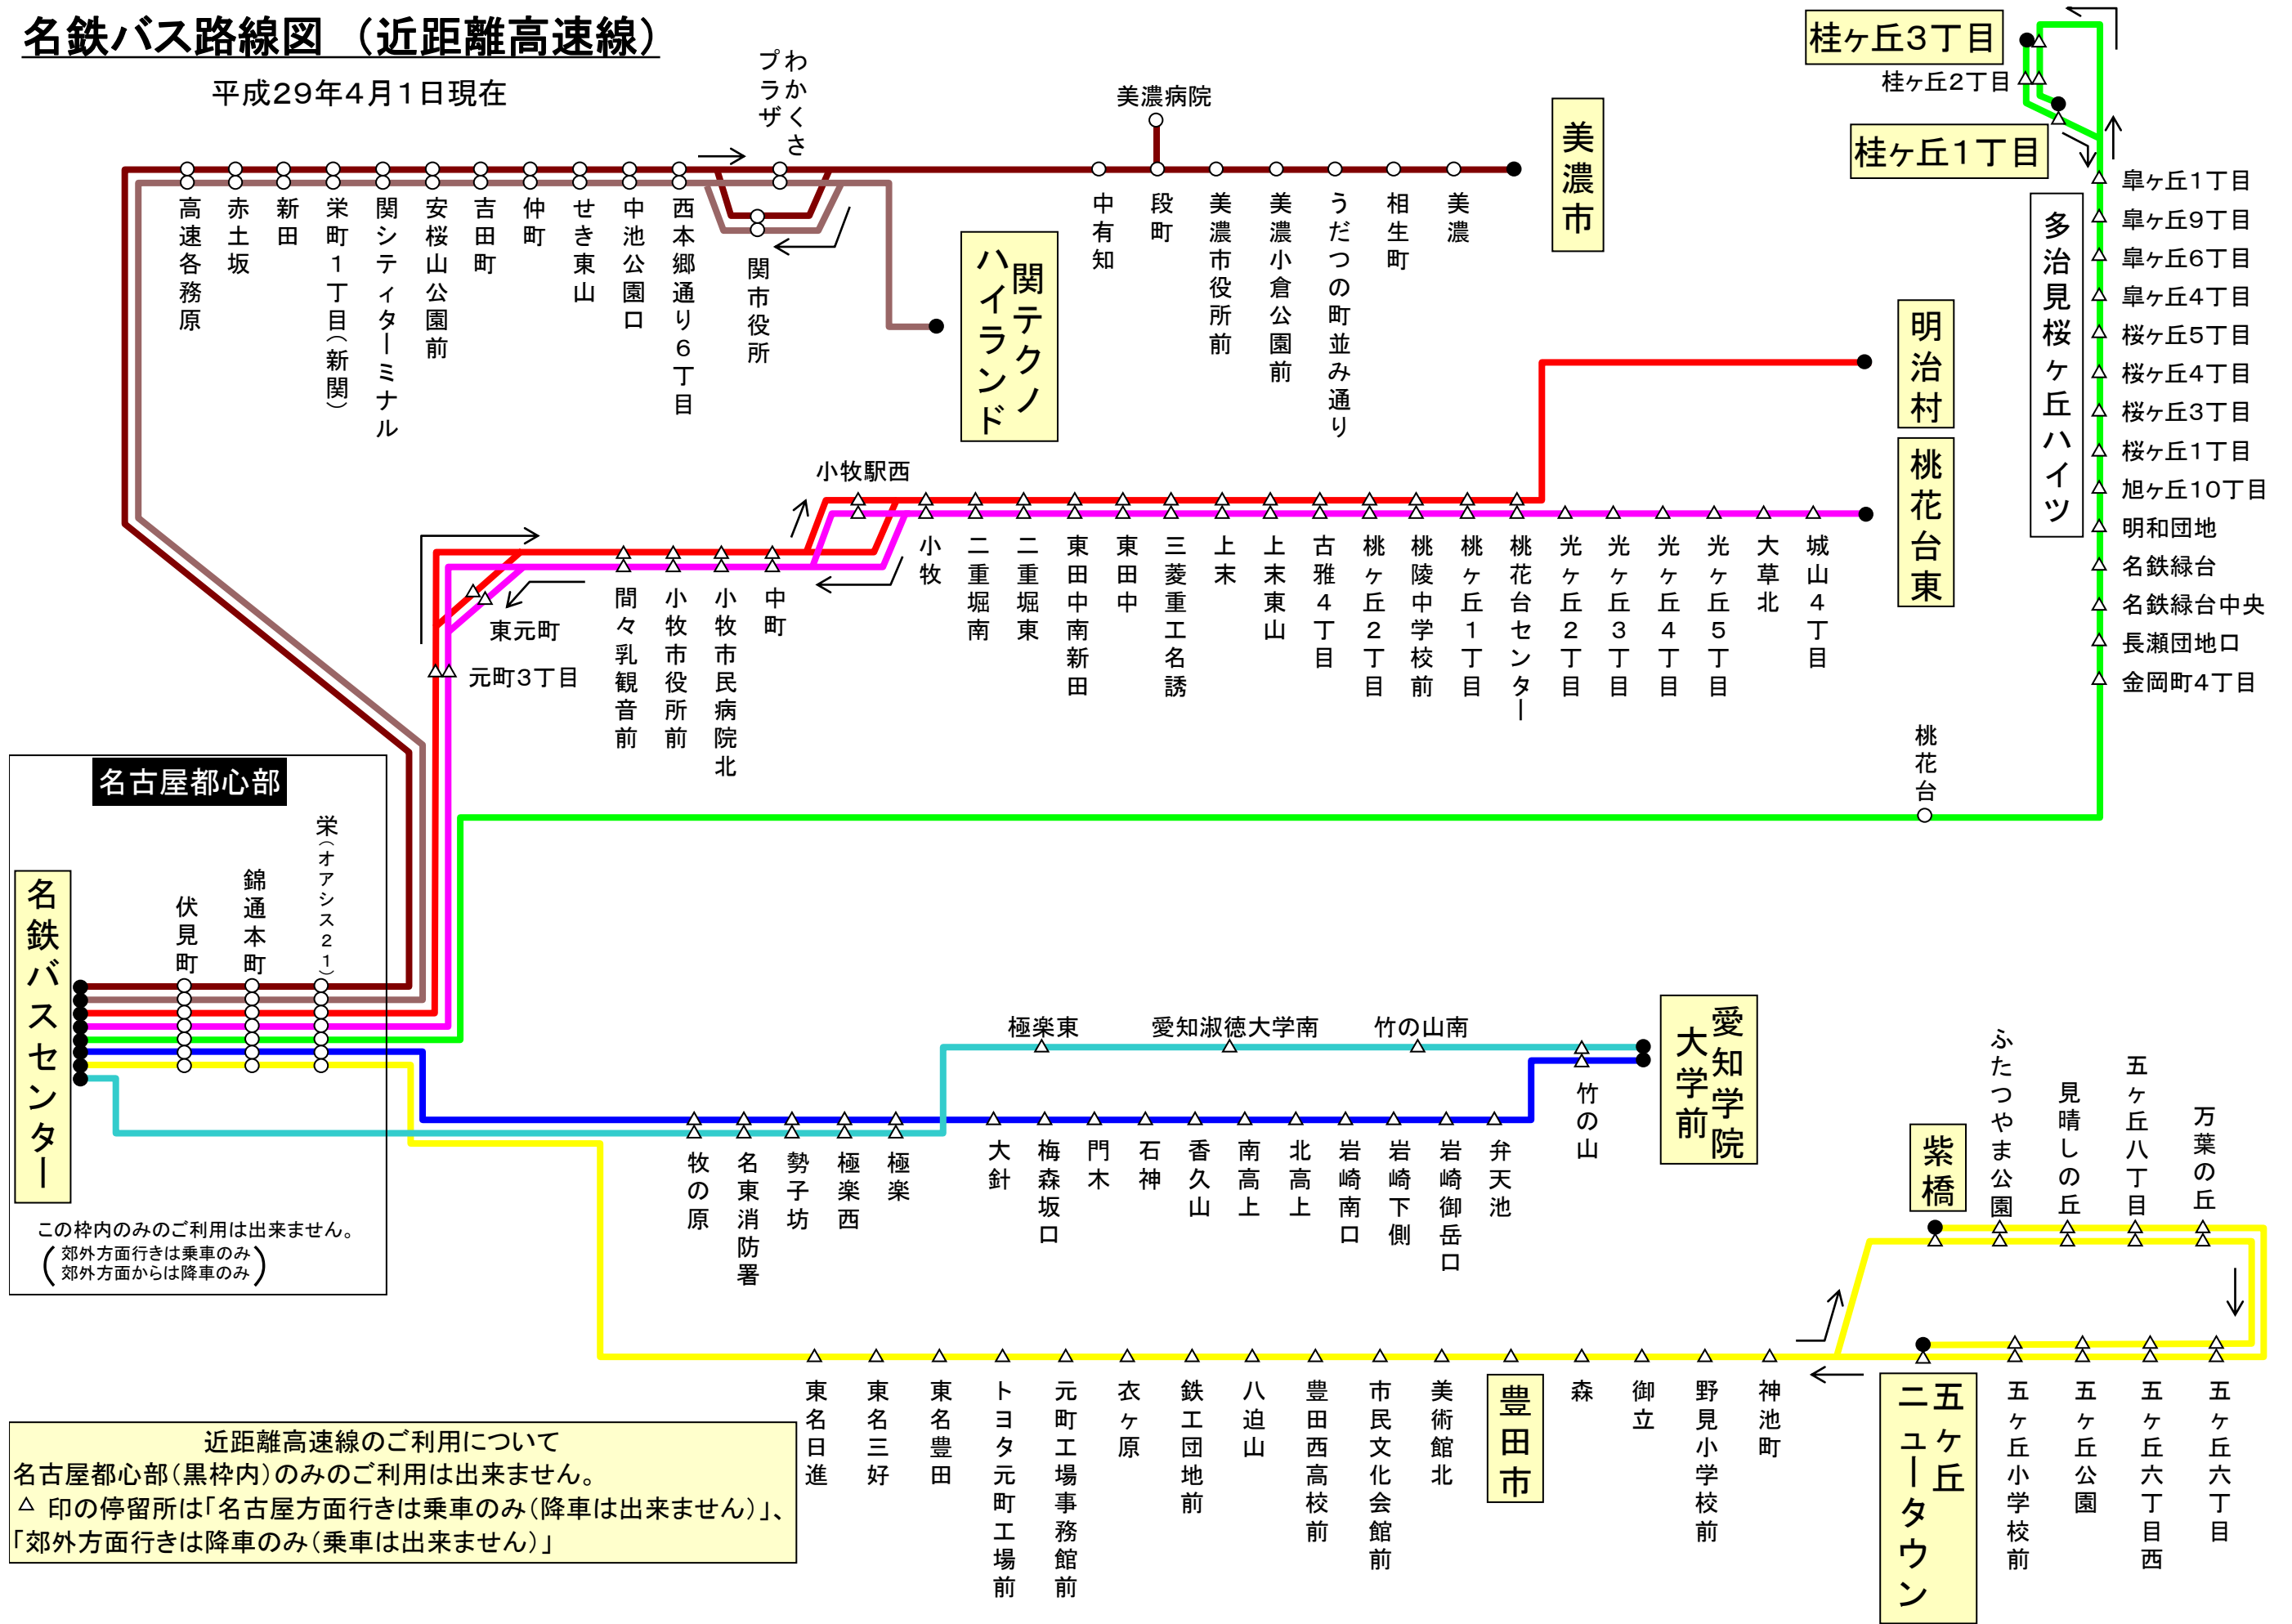 名鉄バス路線図 (近距離高速線)
平成29年4月1日現在
わかくさ
プラザ
美濃病院
高速各務原
赤土坂
新田
栄町1丁目(新関)
関シティターミナル
安桜山公園前
吉田町
仲町
せき東山
中池公園口
西本郷通り6丁目
関市役所
関テクノ
ハイランド
中有知
段町
美濃市役所前
美濃小倉公園前
うだつの町並み通り
相生町
美濃
美濃市
桂ヶ丘3丁目
桂ヶ丘2丁目
桂ヶ丘1丁目
多治見桜ヶ丘ハイツ
皐ヶ丘1丁目
皐ヶ丘9丁目
皐ヶ丘6丁目
皐ヶ丘4丁目
桜ヶ丘5丁目
桜ヶ丘4丁目
桜ヶ丘3丁目
桜ヶ丘1丁目
旭ヶ丘10丁目
明和団地
名鉄緑台
名鉄緑台中央
長瀬団地口
金岡町4丁目
桃花台
明治村
桃花台東
小牧駅西
東元町
元町3丁目
間々乳観音前
小牧市役所前
小牧市民病院北
中町
小牧
二重堀南
二重堀東
東田中南新田
東田中
三菱重工名誘
上末
上末東山
古雅4丁目
桃ヶ丘2丁目
桃陵中学校前
桃ヶ丘1丁目
桃花台センター
光ヶ丘2丁目
光ヶ丘3丁目
光ヶ丘4丁目
光ヶ丘5丁目
大草北
城山4丁目
名古屋都心部
名鉄バスセンター
伏見町
錦通本町
栄(オアシス21)
この枠内のみのご利用は出来ません。
郊外方面行きは乗車のみ
郊外方面からは降車のみ
極楽東
愛知淑徳大学南
竹の山南
竹の山
愛知学院
大学前
牧の原
名東消防署
勢子坊
極楽西
極楽
大針
梅森坂口
門木
石神
香久山
南高上
北高上
岩崎南口
岩崎下側
岩崎御岳口
弁天池
紫橋
ふたつやま公園
見晴しの丘
五ヶ丘八丁目
万葉の丘
東名日進
東名三好
東名豊田
トヨタ元町工場前
元町工場事務館前
衣ヶ原
鉄工団地前
八迫山
豊田西高校前
市民文化会館前
美術館北
豊田市
森
御立
野見小学校前
神池町
五ヶ丘
ニュータウン
五ヶ丘小学校前
五ヶ丘公園
五ヶ丘六丁目西
五ヶ丘六丁目
近距離高速線のご利用について
名古屋都心部(黒枠内)のみのご利用は出来ません。
△ 印の停留所は「名古屋方面行きは乗車のみ(降車は出来ません)」、
「郊外方面行きは降車のみ(乗車は出来ません)」